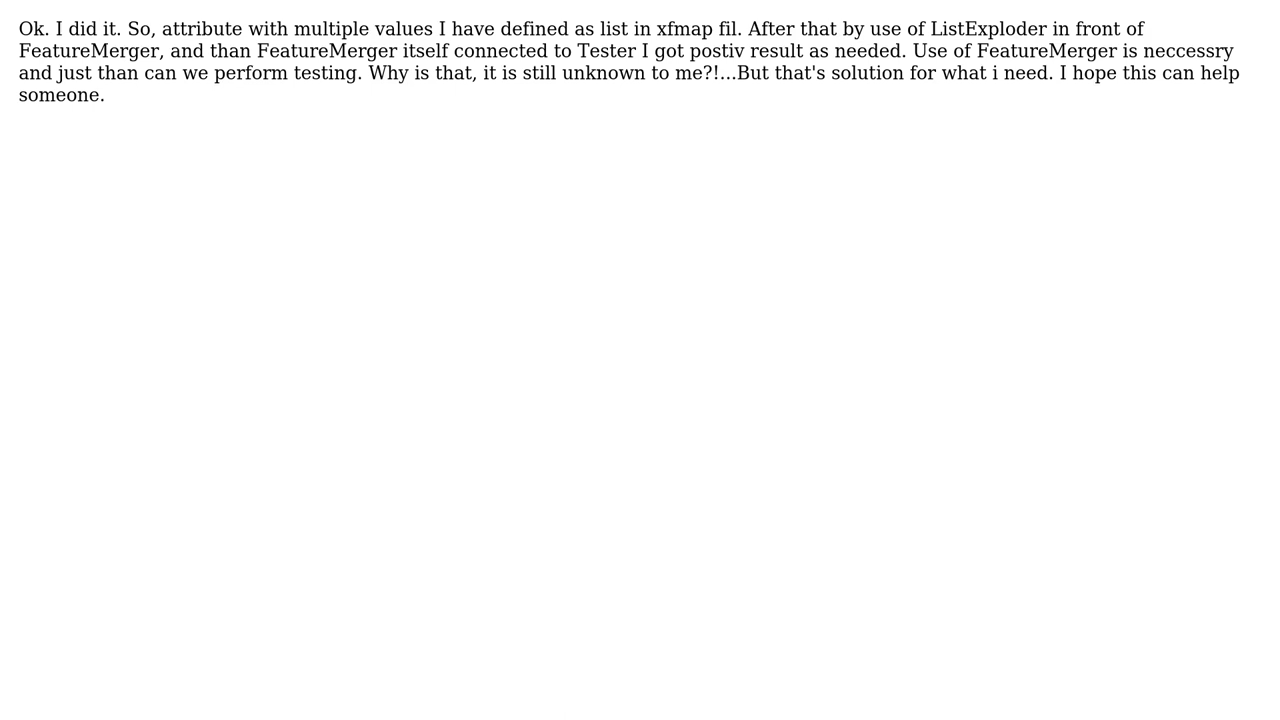 Ok. I did it. So, attribute with multiple values I have defined as list in xfmap fil. After that by use of ListExploder in front of
FeatureMerger, and than FeatureMerger itself connected to Tester I got postiv result as needed. Use of FeatureMerger is neccessry
and just than can we perform testing. Why is that, it is still unknown to me?!...But that's solution for what i need. I hope this can help
someone.